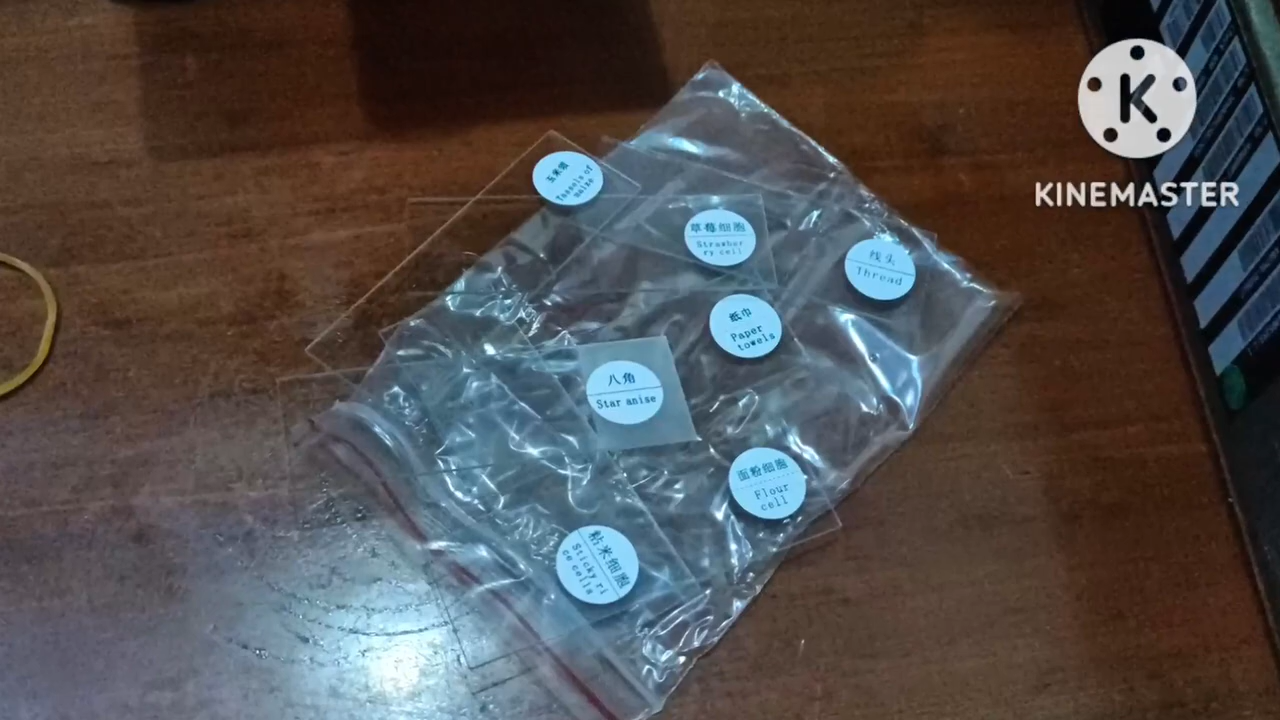 玉米须
Tassels of
maize
草莓细胞
Strawber
ry cell
线头
Thread
纸巾
Paper
towels
八角
Star anise
面粉细胞
Flour
cell
粘米细胞
Sticky ri
ce cells
K
KINEMASTER